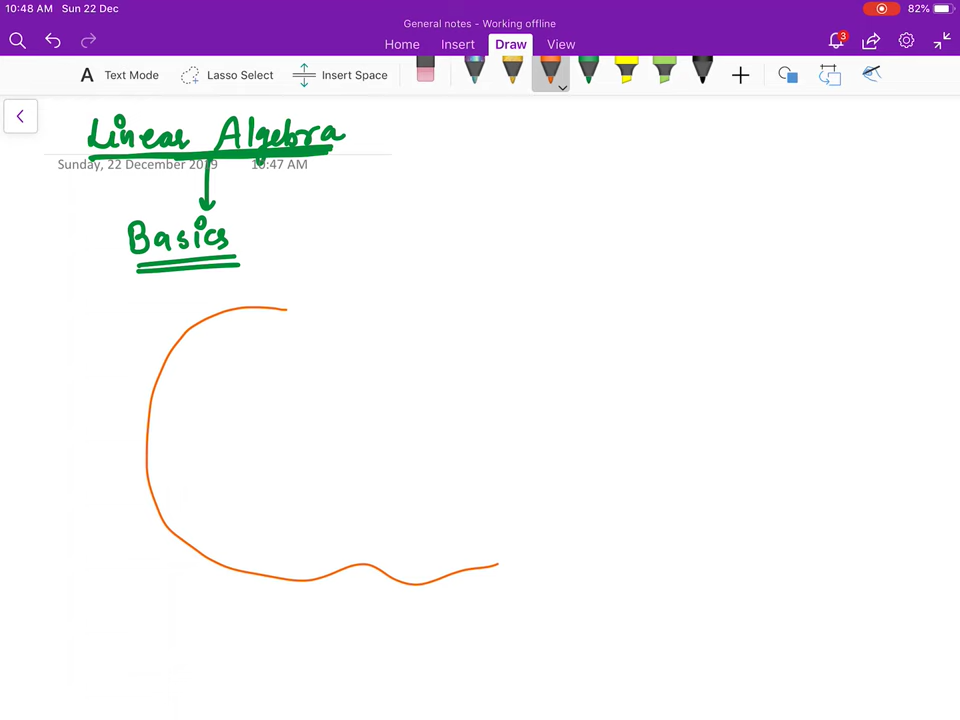 10:48 AM Sun 22 Dec 82%
General notes - Working offline
Home Insert Draw View 3
A Text Mode Lasso Select Insert Space
Linear Algebra
Sunday, 22 December 2019 10:47 AM
Basics